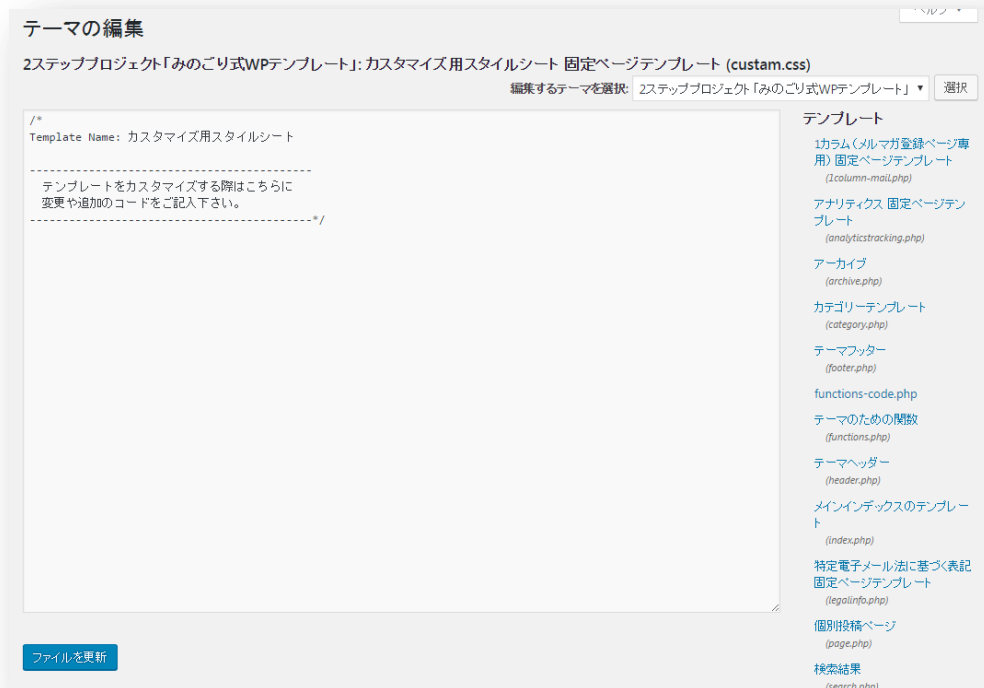 ヘルプ ▼
テーマの編集
2ステッププロジェクト「みのごり式WPテンプレート」: カスタマイズ用スタイルシート 固定ページテンプレート (custam.css)
編集するテーマを選択: 2ステッププロジェクト「みのごり式WPテンプレート」 ▼ 選択
/*
Template Name: カスタマイズ用スタイルシート
------------------------------------------
テンプレートをカスタマイズする際はこちらに
変更や追加のコードをご記入下さい。
------------------------------------------*/
ファイルを更新
テンプレート
1カラム（メルマガ登録ページ専
用） 固定ページテンプレート
(1column-mail.php)
アナリティクス 固定ページテン
プレート
(analyticstracking.php)
アーカイブ
(archive.php)
カテゴリーテンプレート
(category.php)
テーマフッター
(footer.php)
functions-code.php
テーマのための関数
(functions.php)
テーマヘッダー
(header.php)
メインインデックスのテンプレー
ト
(index.php)
特定電子メール法に基づく表記
固定ページテンプレート
(legalinfo.php)
個別投稿ページ
(page.php)
検索結果
(search.php)